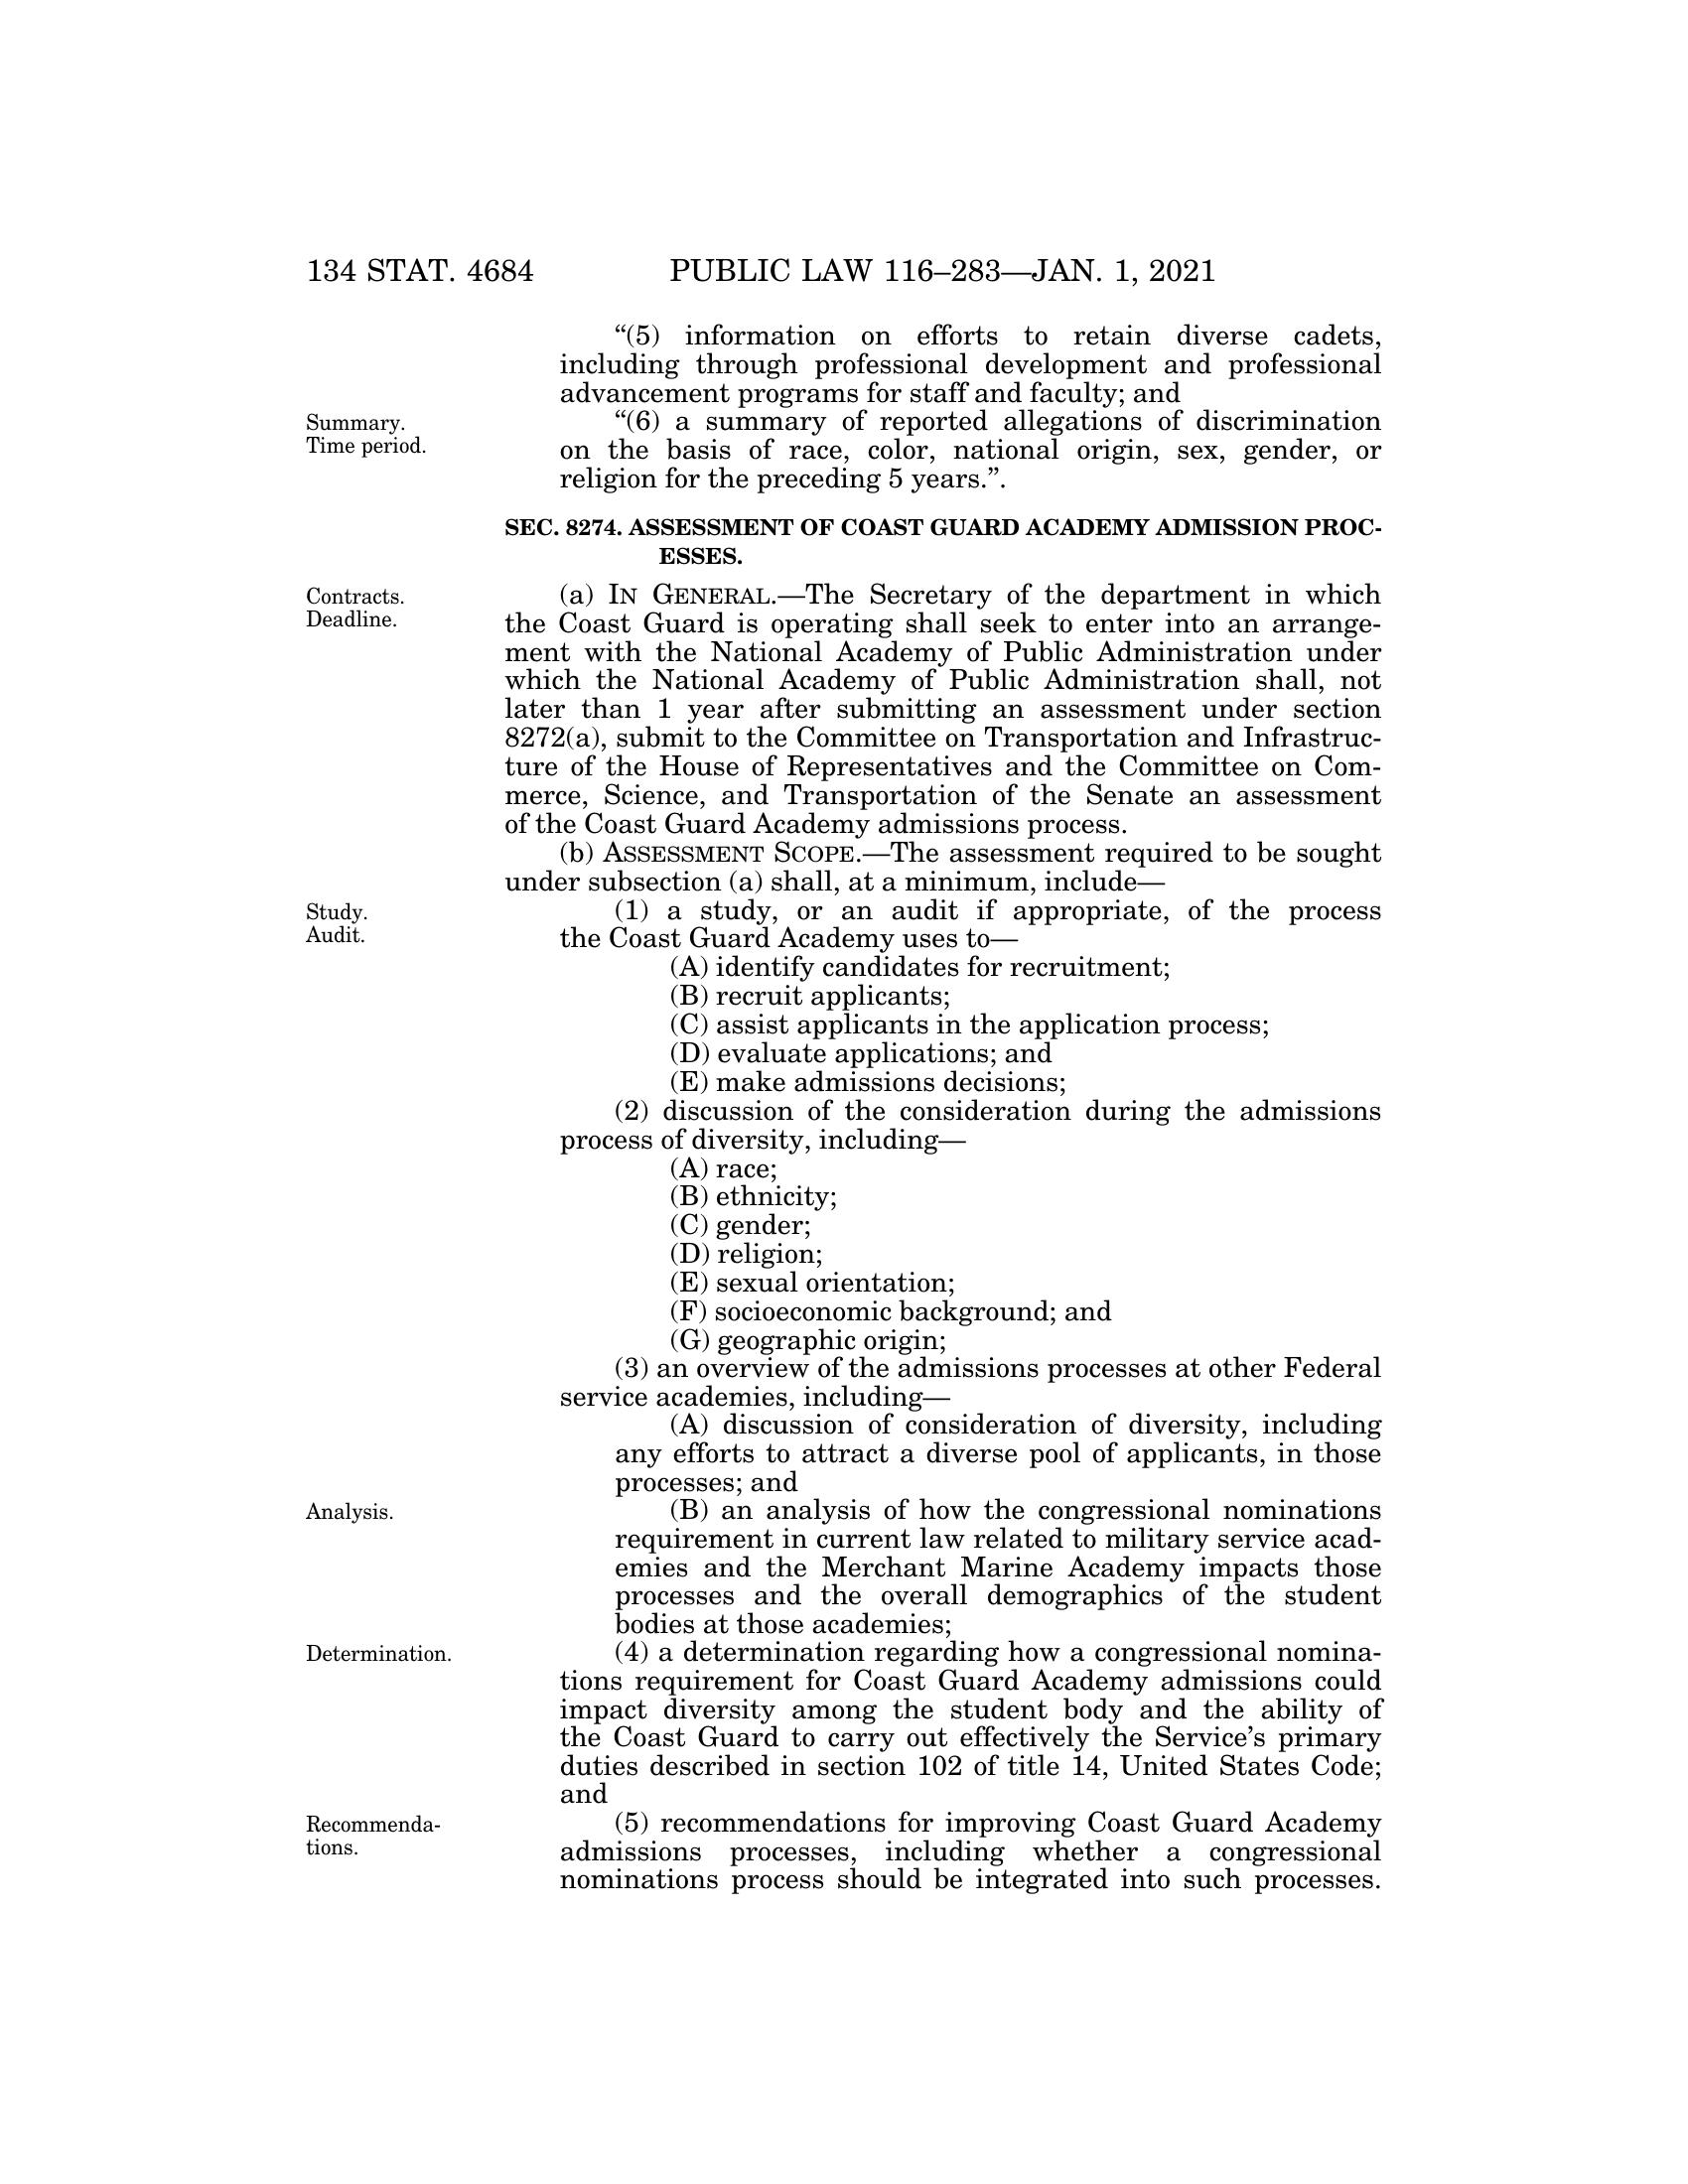 134 STAT. 4684 PUBLIC LAW 116–283—JAN. 1, 2021
“(5) information on efforts to retain diverse cadets,
including through professional development and professional
advancement programs for staff and faculty; and
Summary.
Time period.
“(6) a summary of reported allegations of discrimination
on the basis of race, color, national origin, sex, gender, or
religion for the preceding 5 years.”.
SEC. 8274. ASSESSMENT OF COAST GUARD ACADEMY ADMISSION PROC-
ESSES.
Contracts.
Deadline.
(a) IN GENERAL.—The Secretary of the department in which
the Coast Guard is operating shall seek to enter into an arrange-
ment with the National Academy of Public Administration under
which the National Academy of Public Administration shall, not
later than 1 year after submitting an assessment under section
8272(a), submit to the Committee on Transportation and Infrastruc-
ture of the House of Representatives and the Committee on Com-
merce, Science, and Transportation of the Senate an assessment
of the Coast Guard Academy admissions process.
(b) ASSESSMENT SCOPE.—The assessment required to be sought
under subsection (a) shall, at a minimum, include—
Study.
Audit.
(1) a study, or an audit if appropriate, of the process
the Coast Guard Academy uses to—
(A) identify candidates for recruitment;
(B) recruit applicants;
(C) assist applicants in the application process;
(D) evaluate applications; and
(E) make admissions decisions;
(2) discussion of the consideration during the admissions
process of diversity, including—
(A) race;
(B) ethnicity;
(C) gender;
(D) religion;
(E) sexual orientation;
(F) socioeconomic background; and
(G) geographic origin;
(3) an overview of the admissions processes at other Federal
service academies, including—
(A) discussion of consideration of diversity, including
any efforts to attract a diverse pool of applicants, in those
processes; and
Analysis.
(B) an analysis of how the congressional nominations
requirement in current law related to military service acad-
emies and the Merchant Marine Academy impacts those
processes and the overall demographics of the student
bodies at those academies;
Determination.
(4) a determination regarding how a congressional nomina-
tions requirement for Coast Guard Academy admissions could
impact diversity among the student body and the ability of
the Coast Guard to carry out effectively the Service’s primary
duties described in section 102 of title 14, United States Code;
and
Recommenda-
tions.
(5) recommendations for improving Coast Guard Academy
admissions processes, including whether a congressional
nominations process should be integrated into such processes.